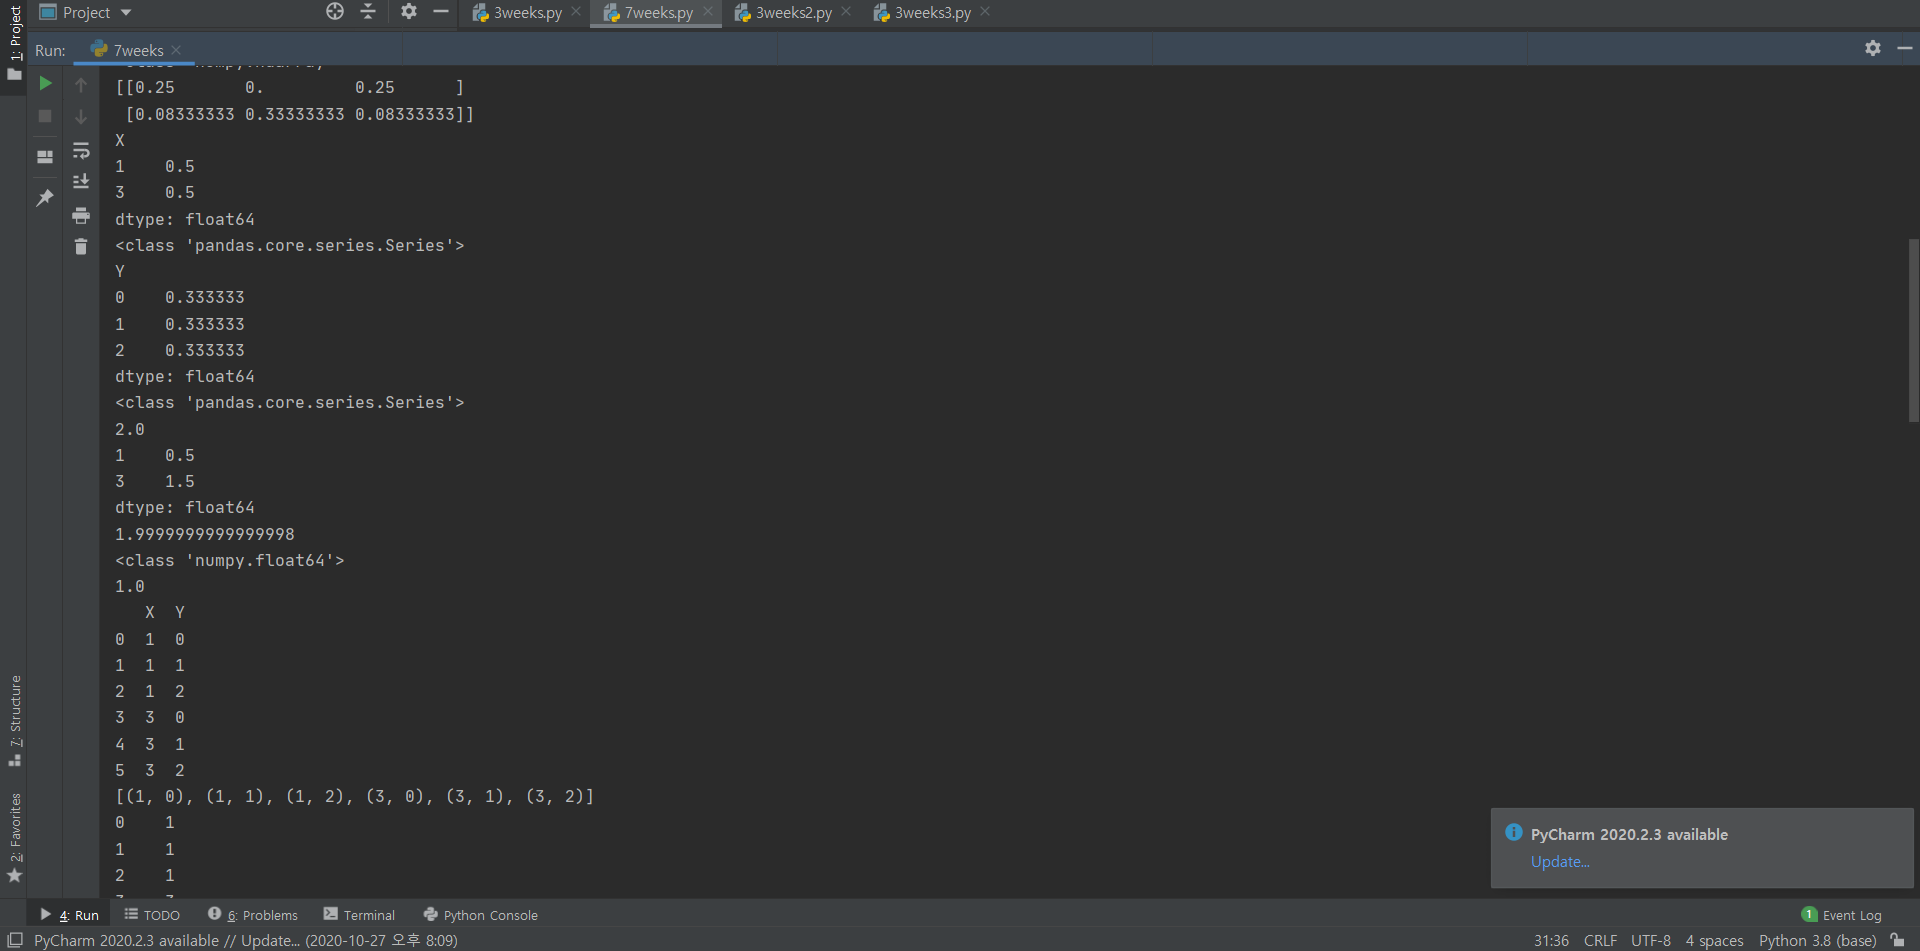 Project
3weeks.py
7weeks.py
3weeks2.py
3weeks3.py
1: Project
Run:
7weeks
[[0.25       0.         0.25      ]
 [0.08333333 0.33333333 0.08333333]]
X
1    0.5
3    0.5
dtype: float64
<class 'pandas.core.series.Series'>
Y
0    0.333333
1    0.333333
2    0.333333
dtype: float64
<class 'pandas.core.series.Series'>
2.0
1    0.5
3    1.5
dtype: float64
1.9999999999999998
<class 'numpy.float64'>
1.0
   X  Y
0  1  0
1  1  1
2  1  2
3  3  0
4  3  1
5  3  2
[(1, 0), (1, 1), (1, 2), (3, 0), (3, 1), (3, 2)]
0    1
1    1
2    1
7: Structure
2: Favorites
PyCharm 2020.2.3 available
Update...
4: Run
TODO
6: Problems
Terminal
Python Console
1 Event Log
PyCharm 2020.2.3 available // Update... (2020-10-27 오후 8:09)
31:36
CRLF
UTF-8
4 spaces
Python 3.8 (base)